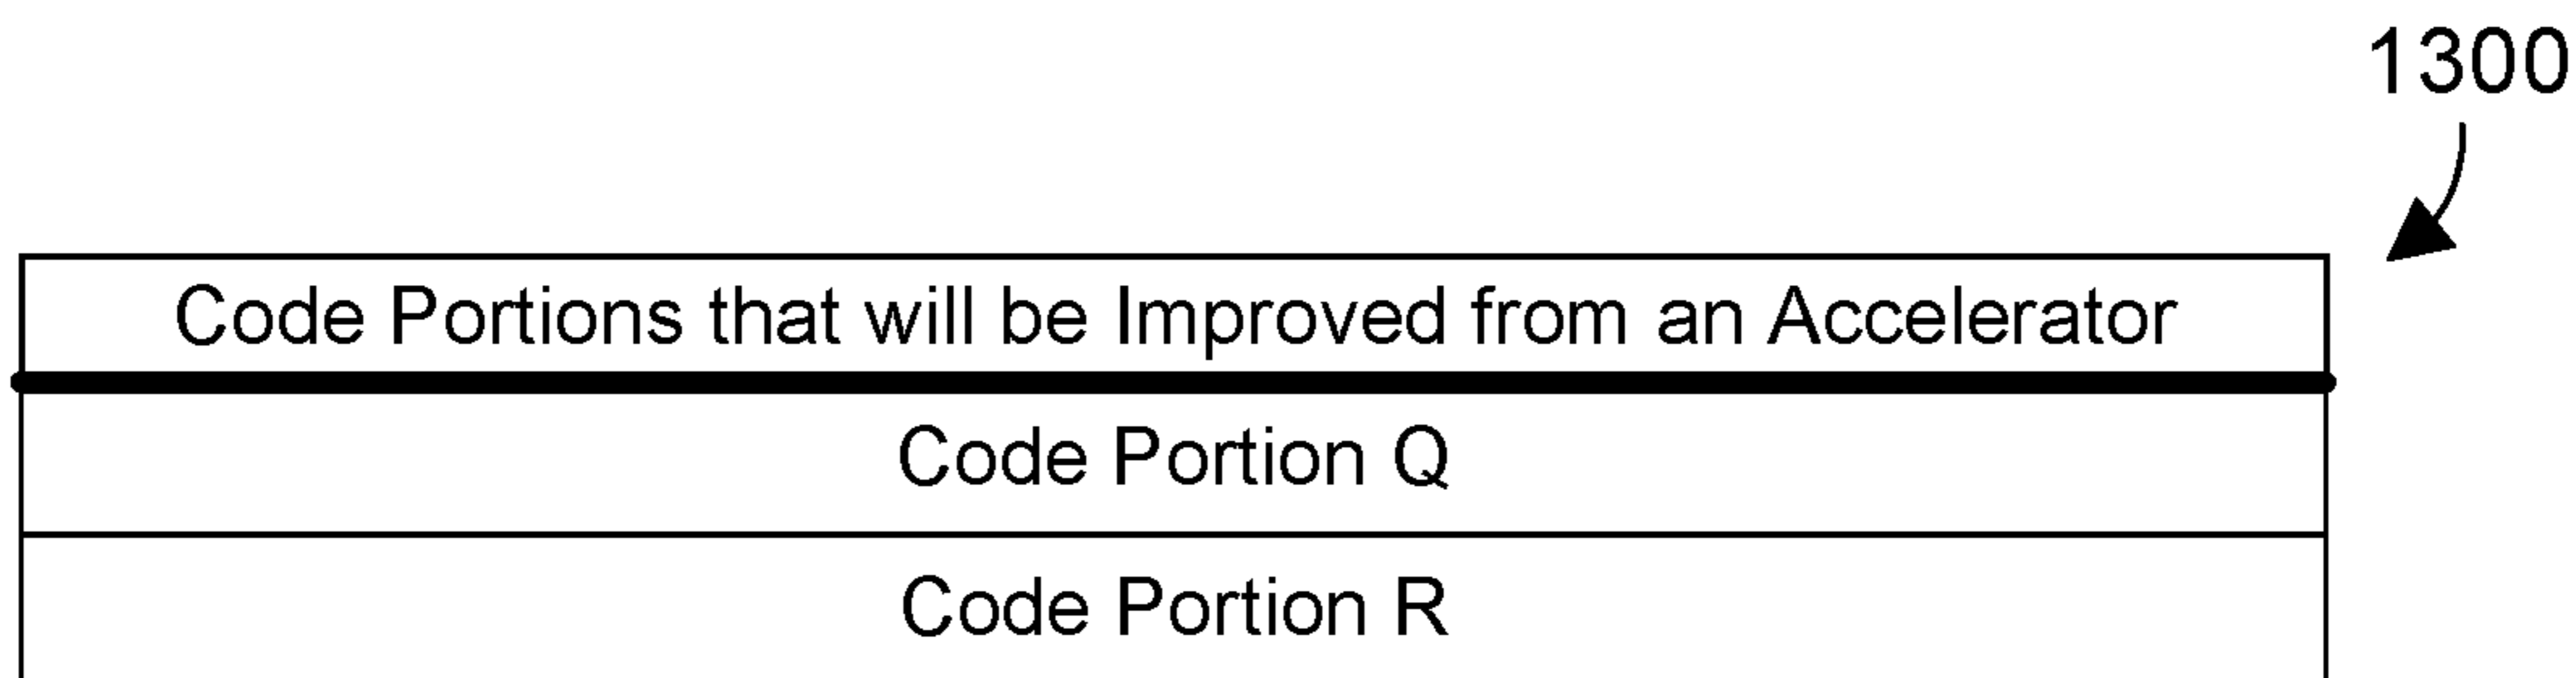 1300
Code Portions that will be Improved from an Accelerator
Code Portion Q
Code Portion R